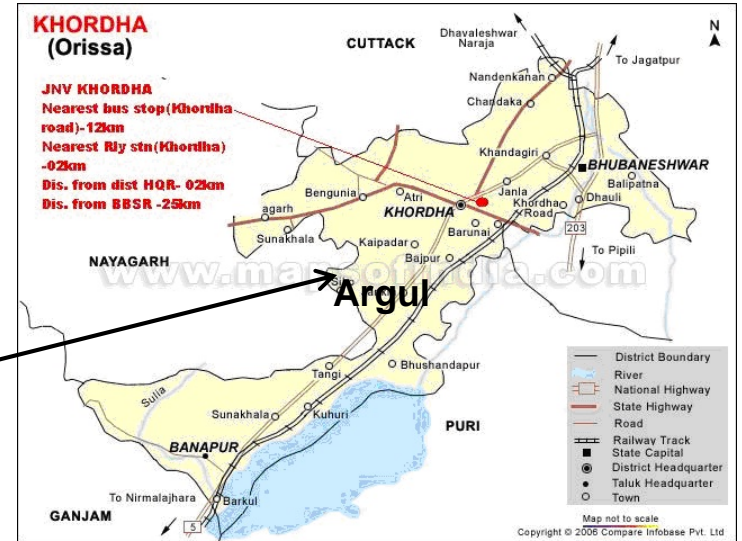 KHORDHA
(Orissa)
JNV KHORDHA
Nearest bus stop(Khordha
road)-12km
Nearest Rly stn(Khordha)
-02km
Dis. from dist HQR- 02km
Dis. from BBSR -25km
CUTTACK
Dhavaleshwar
Naraja
N
To Jagatpur
Nandenkanan
Chandaka
Khandagiri
BHUBANESHWAR
Balipatna
Bengunia
Atri
Janla
Dhauli
agarh
KHORDHA
Khordha
Road
Barunai
203
Sunakhala
Kaipadar
To Pipili
NAYAGARH
Bajpur
www.mapsofindia.com
Argul
Tangi
Bhushandapur
Sulia
Sunakhala
Kuhuri
PURI
BANAPUR
To Nirmalajhara
Barkul
GANJAM
5
District Boundary
River
National Highway
State Highway
Road
Railway Track
State Capital
District Headquarter
Taluk Headquarter
Town
Map not to scale
Copyright © 2006 Compare Infobase Pvt. Ltd